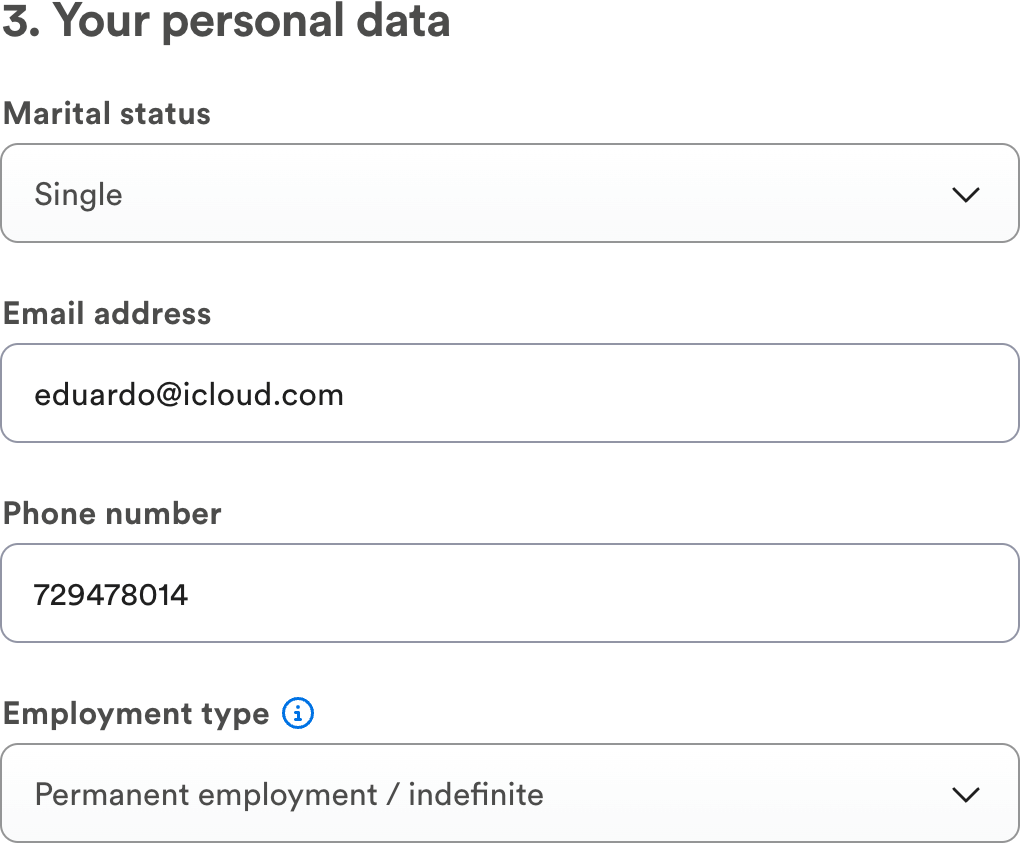 3. Your personal data
Marital status
Single
Email address
eduardo@icloud.com
Phone number
729478014
Employment type
Permanent employment / indefinite